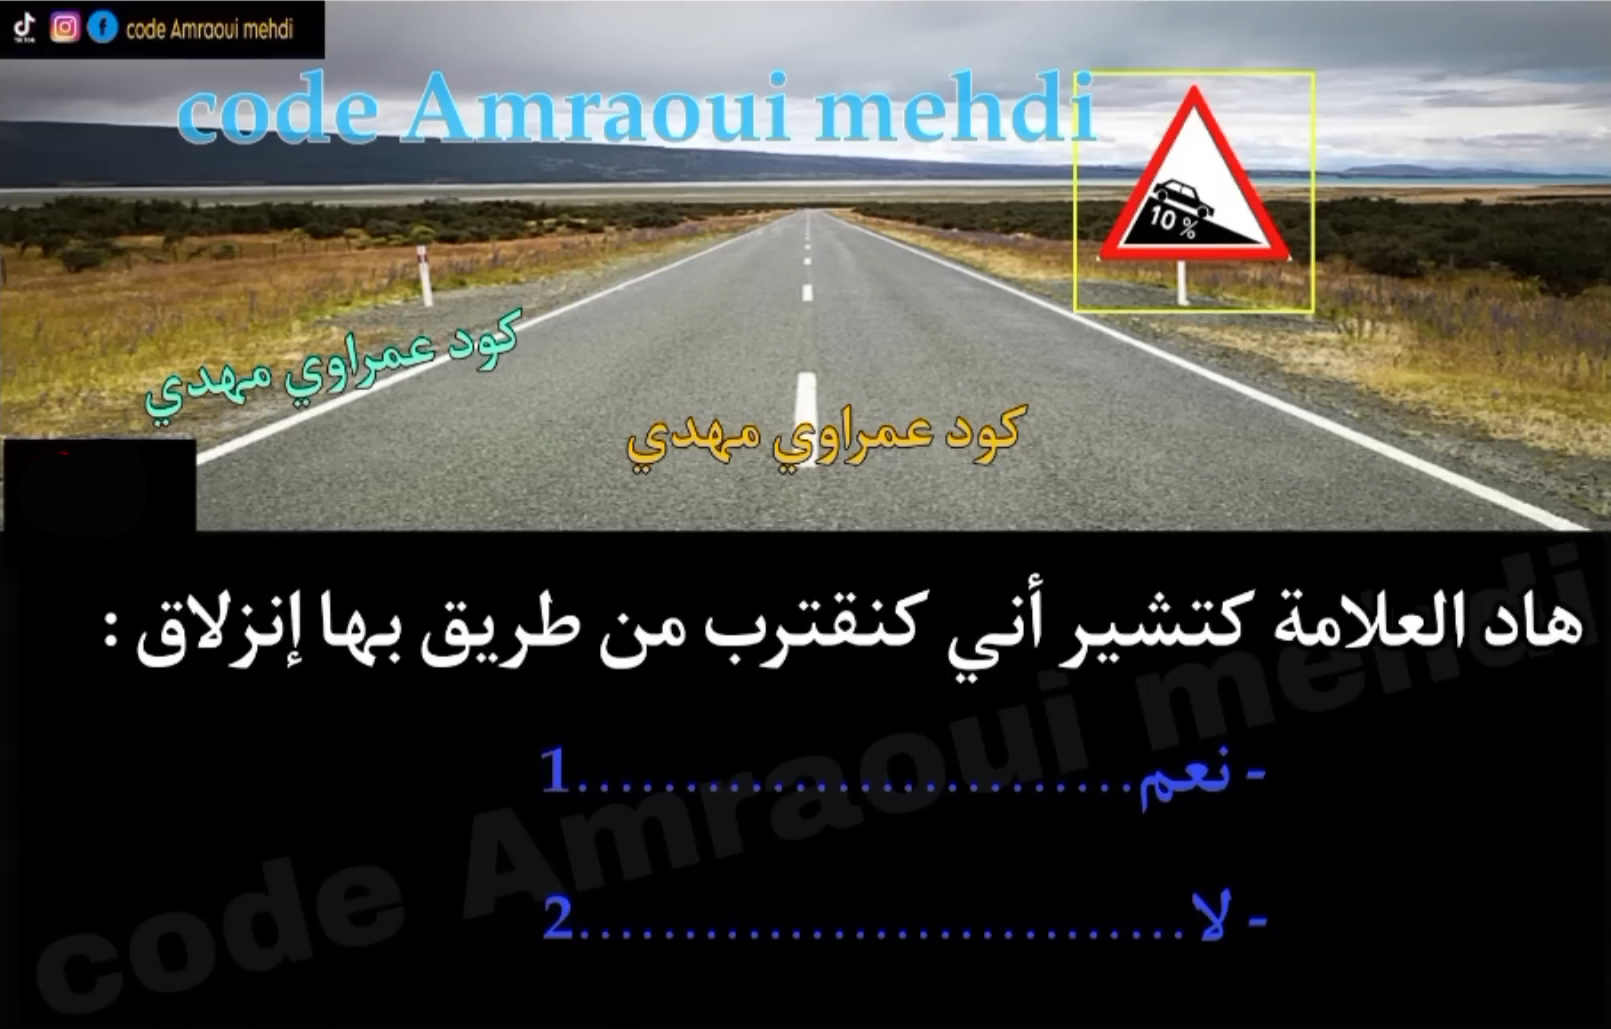 code Amraoui mehdi
code Amraoui mehdi
10 %
كود عمراوي مهدي
كود عمراوي مهدي
هاد العلامة كتشير أني كنقترب من طريق بها إنزلاق :
- نعم..........................1
- لا.............................2
code Amraoui mehdi